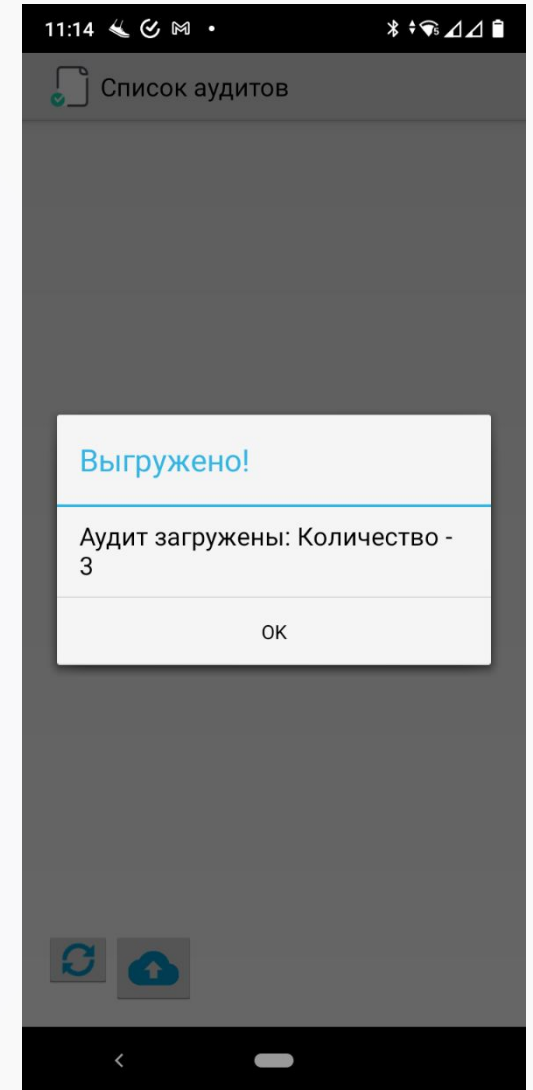 11:14
Список аудитов
Выгружено!
Аудит загружены: Количество -
3
OK